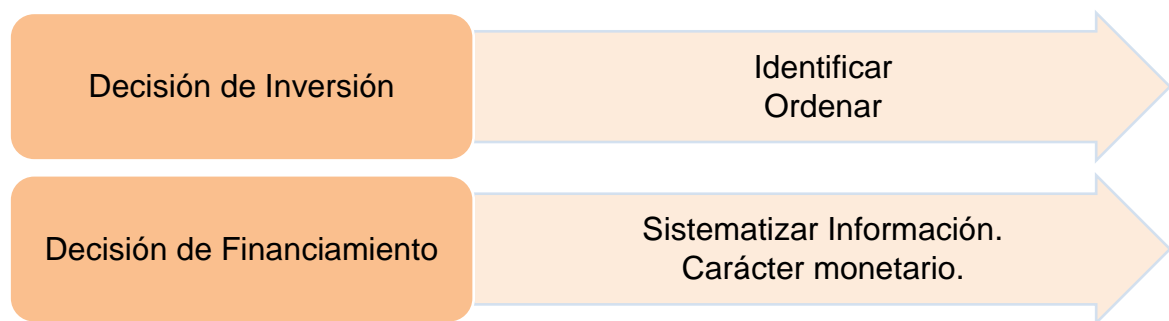 Decisión de Inversión
Identificar
Ordenar
Decisión de Financiamiento
Sistematizar Información.
Carácter monetario.